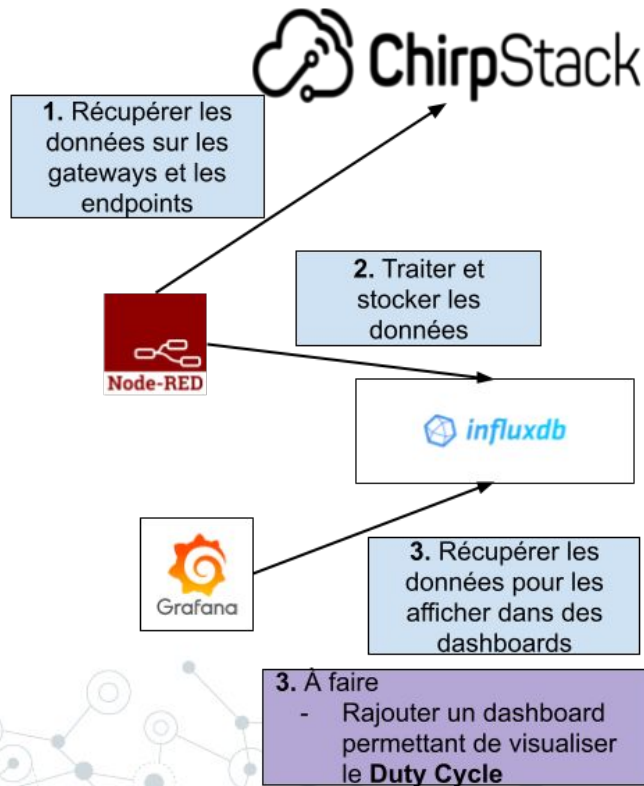 ChirpStack
1. Récupérer les
données sur les
gateways et les
endpoints
2. Traiter et
stocker les
données
Node-RED
influxdb
Grafana
3. Récupérer les
données pour les
afficher dans des
dashboards
3. À faire
- Rajouter un dashboard
permettant de visualiser
le Duty Cycle